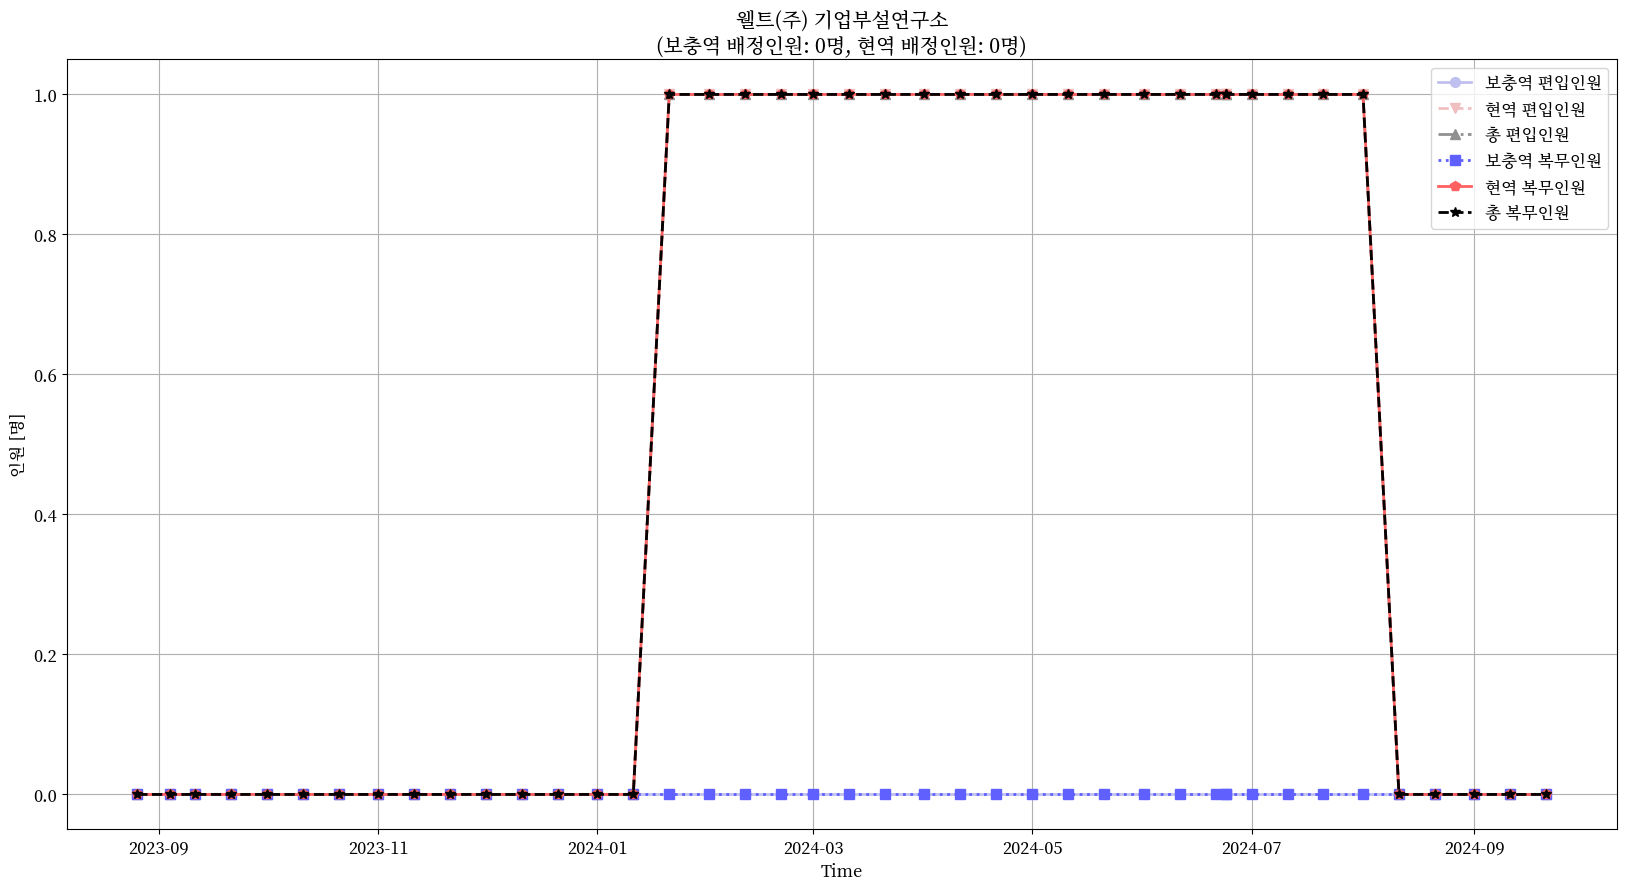 웰트(주) 기업부설연구소
(보충역 배정인원: 0명, 현역 배정인원: 0명)
보충역 편입인원
현역 편입인원
총 편입인원
보충역 복무인원
현역 복무인원
총 복무인원
인원 [명]
1.0
0.8
0.6
0.4
0.2
0.0
2023-09
2023-11
2024-01
2024-03
2024-05
2024-07
2024-09
Time